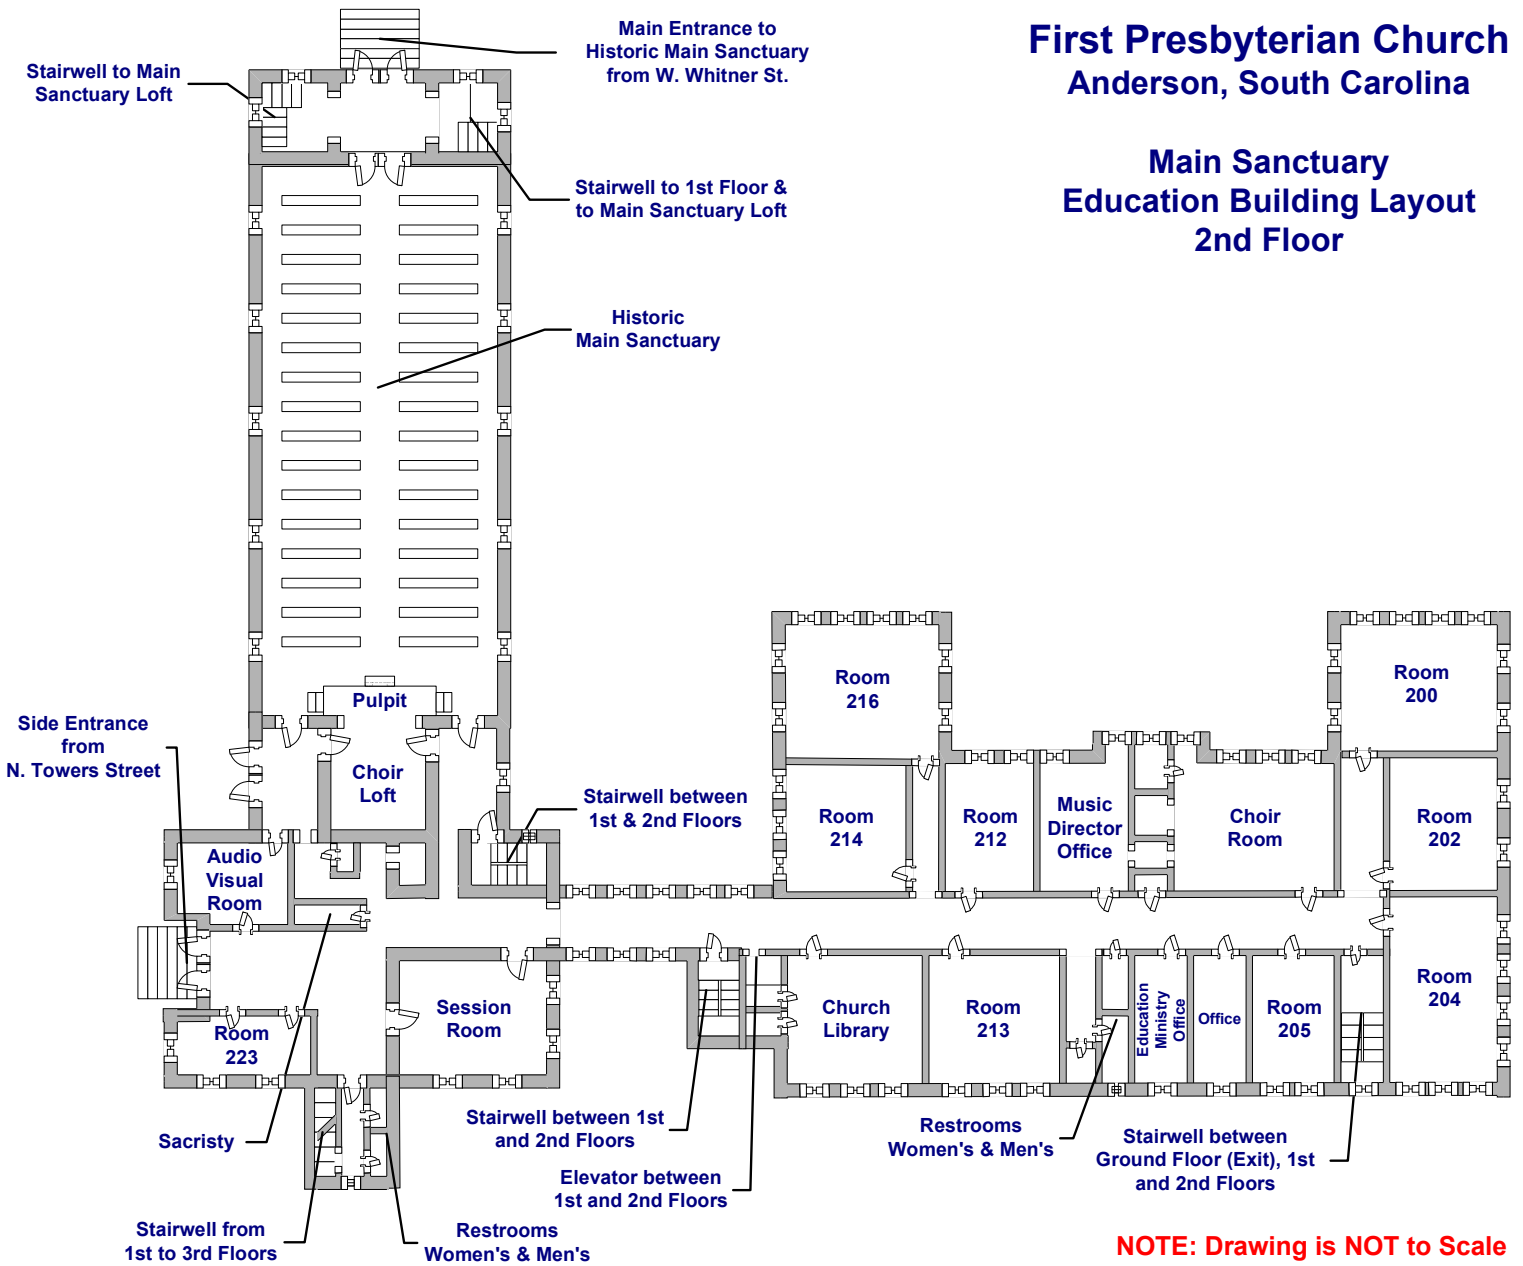 First Presbyterian Church
Anderson, South Carolina
Main Sanctuary
Education Building Layout
2nd Floor
Main Entrance to
Historic Main Sanctuary
from W. Whitner St.
Stairwell to Main
Sanctuary Loft
Stairwell to 1st Floor &
to Main Sanctuary Loft
Historic
Main Sanctuary
Pulpit
Side Entrance
from
N. Towers Street
Choir
Loft
Stairwell between
1st & 2nd Floors
Audio
Visual
Room
Room
216
Room
200
Room
214
Room
212
Music
Director
Office
Choir
Room
Room
202
Session
Room
Room
223
Church
Library
Room
213
Education
Ministry
Office
Office
Room
205
Room
204
Sacristy
Stairwell between 1st
and 2nd Floors
Restrooms
Women's & Men's
Stairwell between
Ground Floor (Exit), 1st
and 2nd Floors
Elevator between
1st and 2nd Floors
Stairwell from
1st to 3rd Floors
Restrooms
Women's & Men's
NOTE: Drawing is NOT to Scale